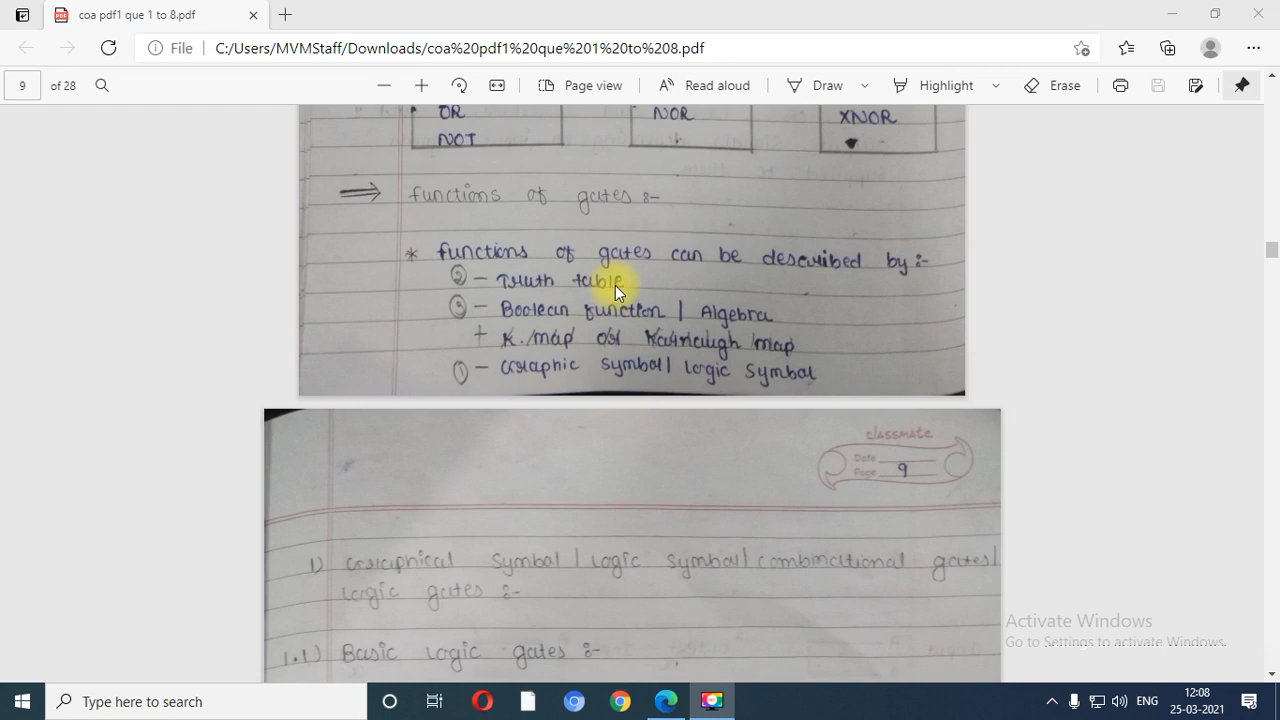 coa pdf1 que 1 to 8.pdf
File C:/Users/MVMStaff/Downloads/coa%20pdf1%20que%201%20to%208.pdf
9 of 28 Page view Read aloud Draw Highlight Erase
OR NOR XNOR
NOT
⇒ functions of gates :-
* functions of gates can be described by :-
② - Truth table
③ - Boolean function | Algebra
+ K.map or Karnaugh map
① - Graphic symbol | Logic symbol
classmate
Date
Page 9
1) Graphical symbol | Logic symbol | combinational gates |
Logic gates :-
1.1) Basic Logic gates :-
Activate Windows
Go to Settings to activate Windows.
Type here to search
ENG
12:08
25-03-2021